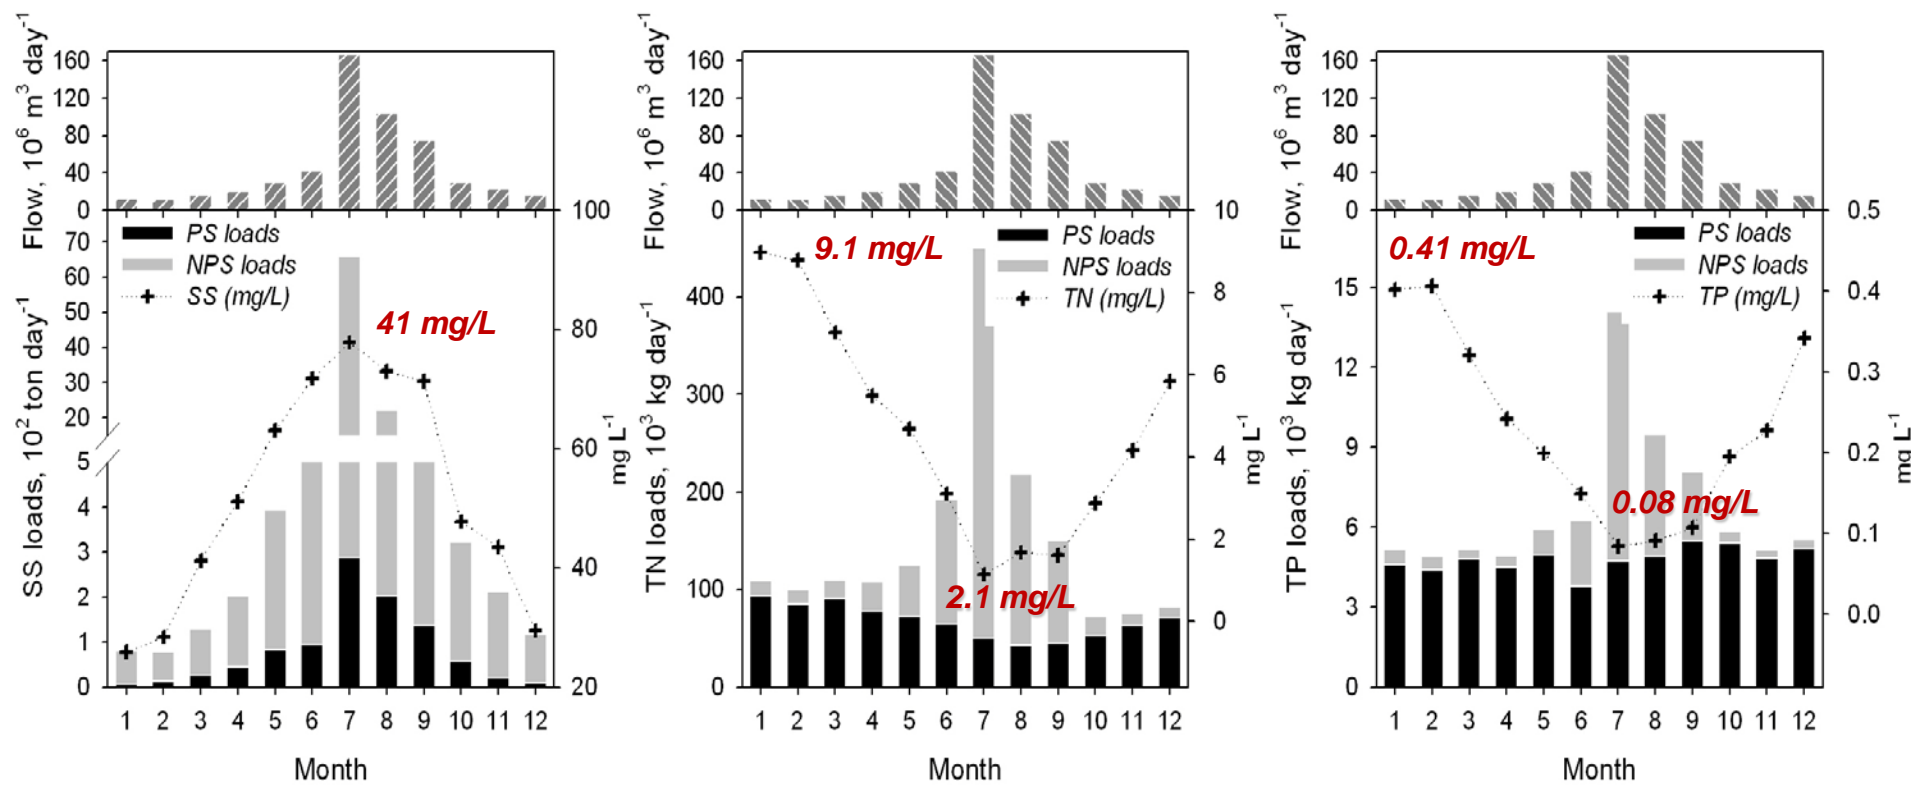 Flow, 10⁶ m³ day⁻¹
160
120
80
40
0
SS loads, 10² ton day⁻¹
70
60
50
40
30
20
5
4
3
2
1
0
PS loads
NPS loads
SS (mg/L)
41 mg/L
100
80
60
40
20
mg L⁻¹
1 2 3 4 5 6 7 8 9 10 11 12
Month
Flow, 10⁶ m³ day⁻¹
160
120
80
40
0
TN loads, 10³ kg day⁻¹
400
300
200
100
0
PS loads
NPS loads
TN (mg/L)
9.1 mg/L
2.1 mg/L
10
8
6
4
2
0
mg L⁻¹
1 2 3 4 5 6 7 8 9 10 11 12
Month
Flow, 10⁶ m³ day⁻¹
160
120
80
40
0
TP loads, 10³ kg day⁻¹
15
12
9
6
3
0
0.41 mg/L
PS loads
NPS loads
TP (mg/L)
0.08 mg/L
0.5
0.4
0.3
0.2
0.1
0.0
mg L⁻¹
1 2 3 4 5 6 7 8 9 10 11 12
Month